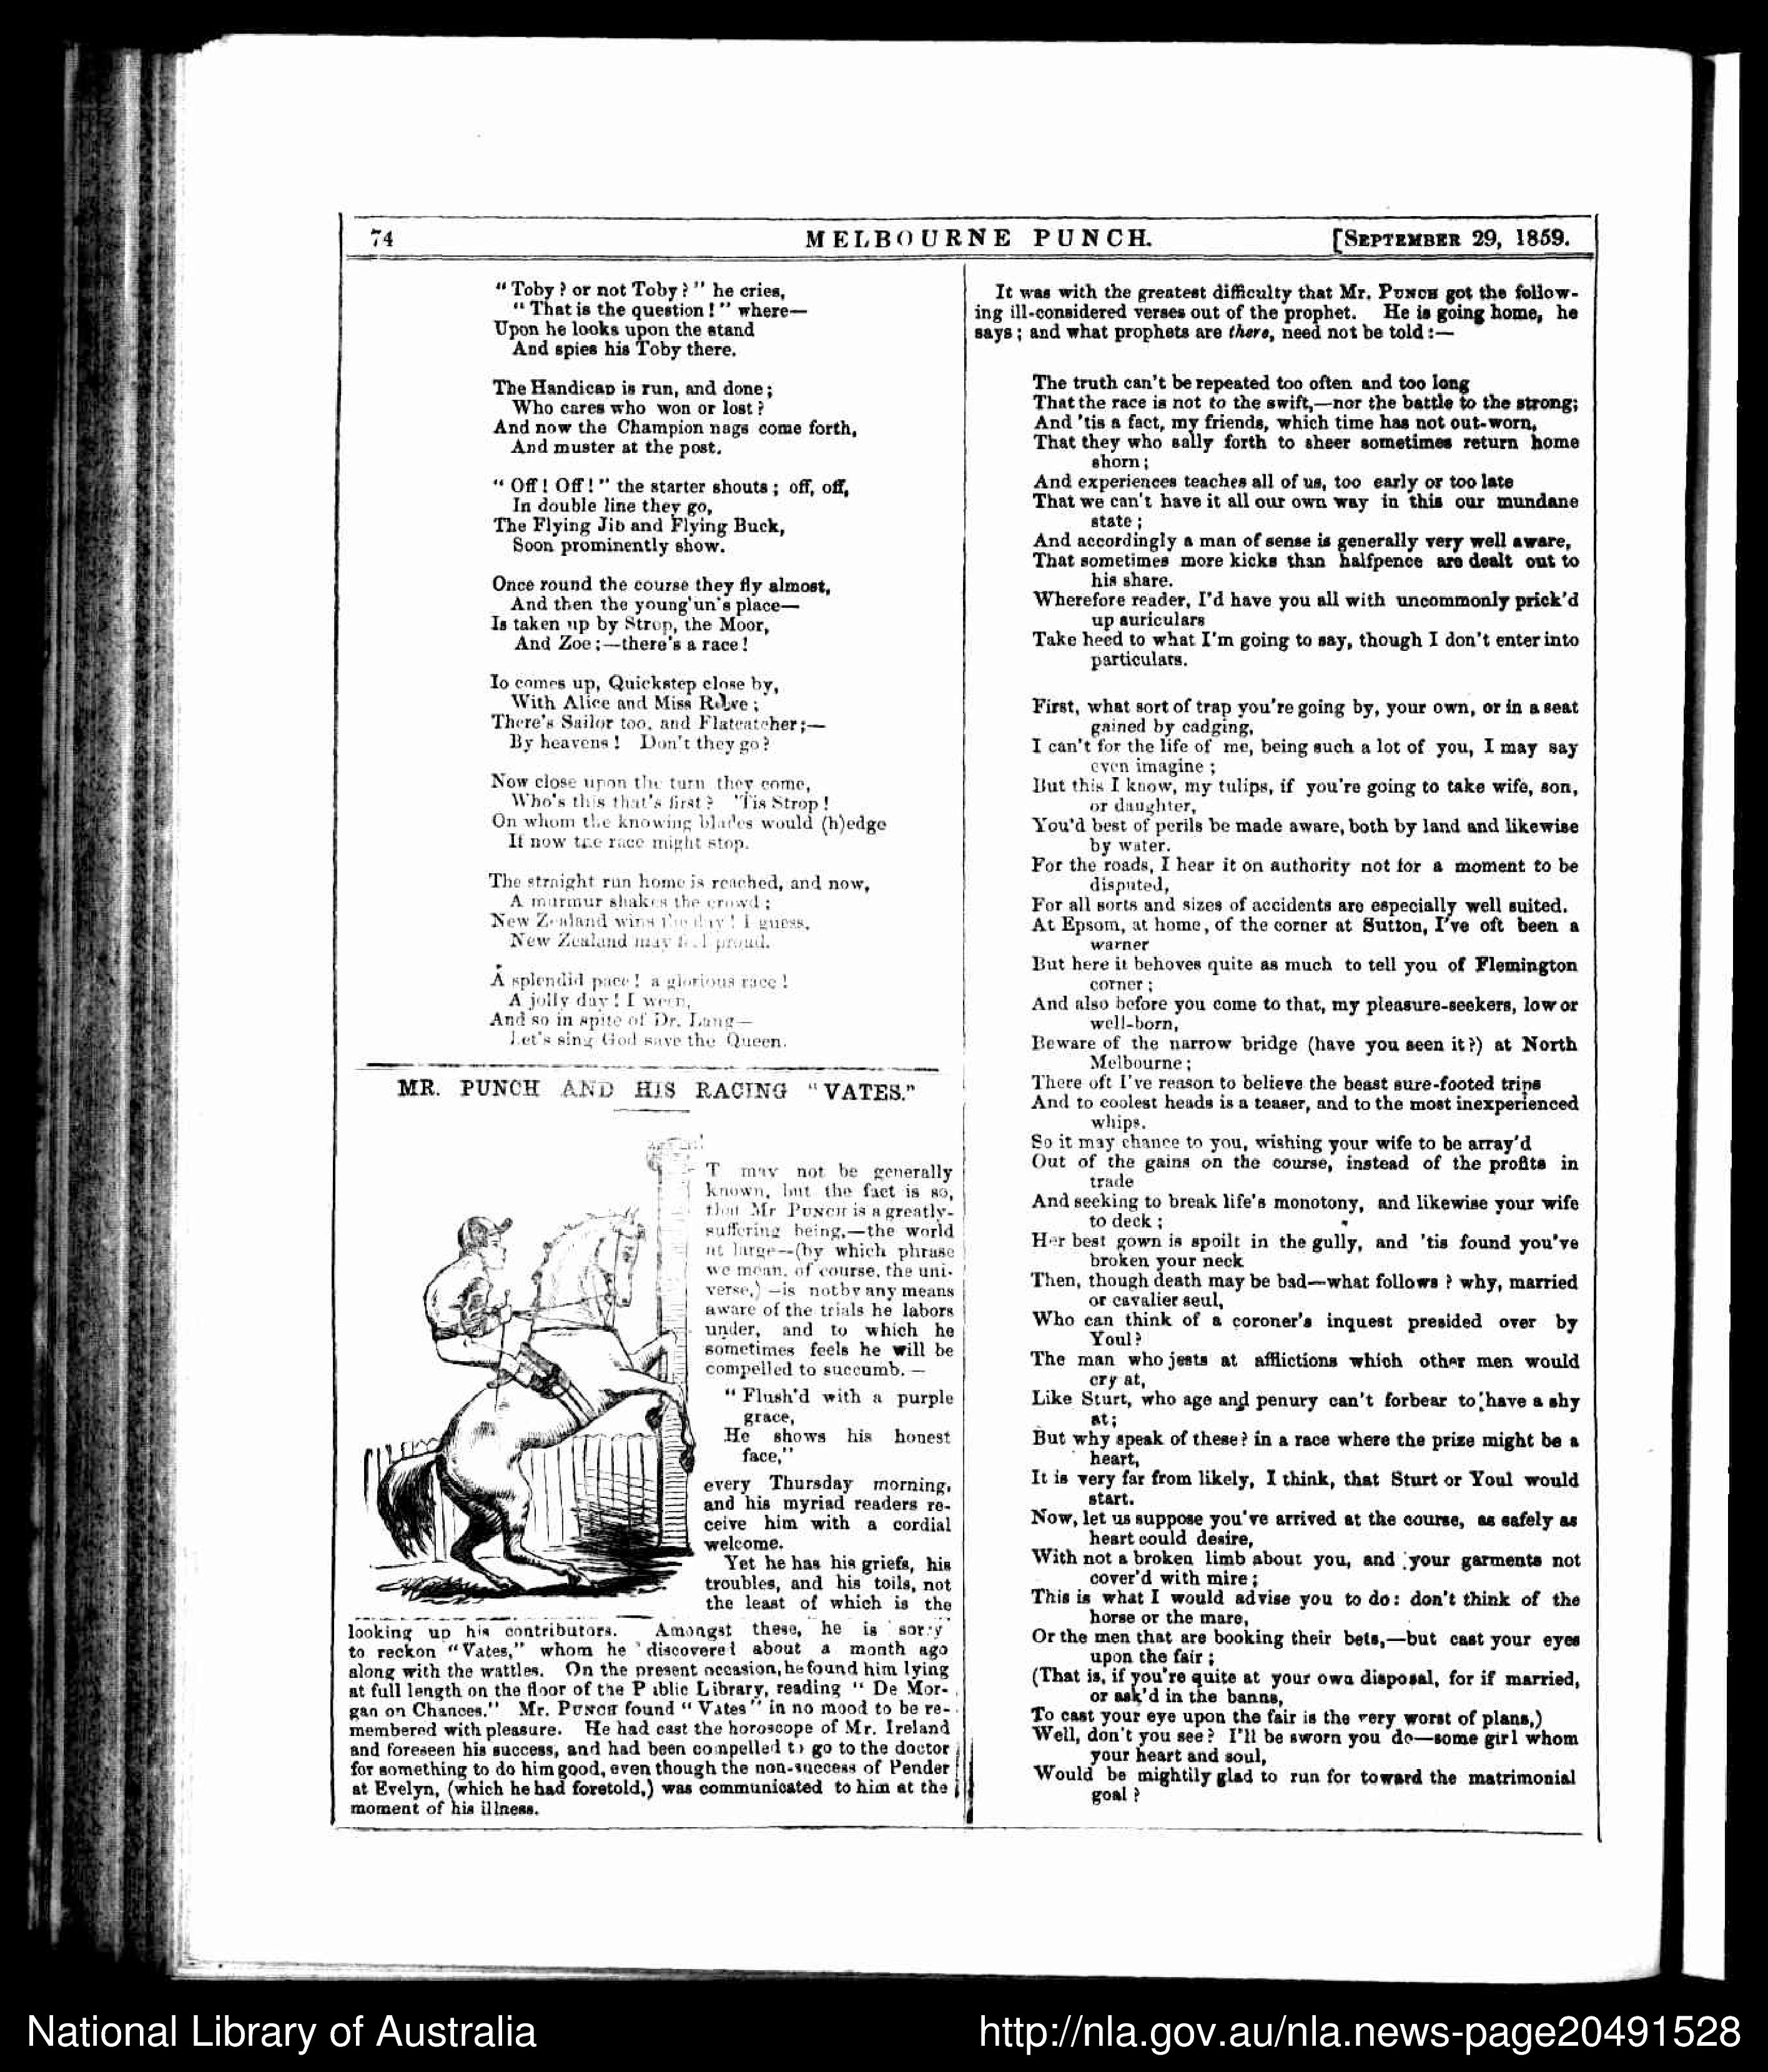 74
MELBOURNE PUNCH.
[SEPTEMBER 29, 1859.
" Toby ? or not Toby ? " he cries,
" That is the question ! " where—
Upon he looks upon the stand
And spies his Toby there.
The Handicap is run, and done ;
Who cares who won or lost ?
And now the Champion nags come forth,
And muster at the post.
" Off ! Off ! " the starter shouts ; off, off,
In double line they go,
The Flying Jib and Flying Buck,
Soon prominently show.
Once round the course they fly almost,
And then the young'un's place—
Is taken up by Strop, the Moor,
And Zoe ;—there's a race !
Io comes up, Quickstep close by,
With Alice and Miss Rowe ;
There's Sailor too, and Flatcatcher ;—
By heavens ! Don't they go ?
Now close upon the turn they come,
Who's this that's first ? 'Tis Strop !
On whom the knowing blades would (h)edge
If now the race might stop.
The straight run home is reached, and now,
A murmur shakes the crowd ;
New Zealand wins the day ! I guess,
New Zealand may feel proud.
A splendid pace ! a glorious race !
A jolly day ! I ween,
And so in spite of Dr. Lang—
Let's sing God save the Queen.
MR. PUNCH AND HIS RACING "VATES."
T may not be generally
known, but the fact is so,
that Mr PUNCH is a greatly-
suffering being,—the world
at large—(by which phrase
we mean, of course, the uni-
verse,) —is not by any means
aware of the trials he labors
under, and to which he
sometimes feels he will be
compelled to succumb.—
" Flush'd with a purple
grace,
He shows his honest
face,"
every Thursday morning,
and his myriad readers re-
ceive him with a cordial
welcome.
Yet he has his griefs, his
troubles, and his toils, not
the least of which is the
looking up his contributors. Amongst these, he is sorry
to reckon "Vates," whom he discovered about a month ago
along with the wattles. On the present occasion, he found him lying
at full length on the floor of the Public Library, reading " De Mor-
gan on Chances." Mr. PUNCH found " Vates " in no mood to be re-
membered with pleasure. He had cast the horoscope of Mr. Ireland
and foreseen his success, and had been compelled to go to the doctor
for something to do him good, even though the non-success of Pender
at Evelyn, (which he had foretold,) was communicated to him at the
moment of his illness.
It was with the greatest difficulty that Mr. PUNCH got the follow-
ing ill-considered verses out of the prophet. He is going home, he
says ; and what prophets are there, need not be told :—
The truth can't be repeated too often and too long
That the race is not to the swift,—nor the battle to the strong;
And 'tis a fact, my friends, which time has not out-worn,
That they who sally forth to sheer sometimes return home
shorn ;
And experiences teaches all of us, too early or too late
That we can't have it all our own way in this our mundane
state ;
And accordingly a man of sense is generally very well aware,
That sometimes more kicks than halfpence are dealt out to
his share.
Wherefore reader, I'd have you all with uncommonly prick'd
up auriculars
Take heed to what I'm going to say, though I don't enter into
particulars.
First, what sort of trap you're going by, your own, or in a seat
gained by cadging,
I can't for the life of me, being such a lot of you, I may say
even imagine ;
But this I know, my tulips, if you're going to take wife, son,
or daughter,
You'd best of perils be made aware, both by land and likewise
by water.
For the roads, I hear it on authority not for a moment to be
disputed,
For all sorts and sizes of accidents are especially well suited.
At Epsom, at home, of the corner at Sutton, I've oft been a
warner
But here it behoves quite as much to tell you of Flemington
corner ;
And also before you come to that, my pleasure-seekers, low or
well-born,
Beware of the narrow bridge (have you seen it ?) at North
Melbourne ;
There oft I've reason to believe the beast sure-footed trips
And to coolest heads is a teaser, and to the most inexperienced
whips.
So it may chance to you, wishing your wife to be array'd
Out of the gains on the course, instead of the profits in
trade
And seeking to break life's monotony, and likewise your wife
to deck ;
Her best gown is spoilt in the gully, and 'tis found you've
broken your neck
Then, though death may be bad—what follows ? why, married
or cavalier seul,
Who can think of a coroner's inquest presided over by
Youl ?
The man who jests at afflictions which other men would
cry at,
Like Sturt, who age and penury can't forbear to have a shy
at ;
But why speak of these ? in a race where the prize might be a
heart,
It is very far from likely, I think, that Sturt or Youl would
start.
Now, let us suppose you've arrived at the course, as safely as
heart could desire,
With not a broken limb about you, and your garments not
cover'd with mire ;
This is what I would advise you to do : don't think of the
horse or the mare,
Or the men that are booking their bets,—but cast your eyes
upon the fair ;
(That is, if you're quite at your own disposal, for if married,
or ask'd in the banns,
To cast your eye upon the fair is the very worst of plans,)
Well, don't you see ? I'll be sworn you do—some girl whom
your heart and soul,
Would be mightily glad to run for toward the matrimonial
goal ?
National Library of Australia
http://nla.gov.au/nla.news-page20491528